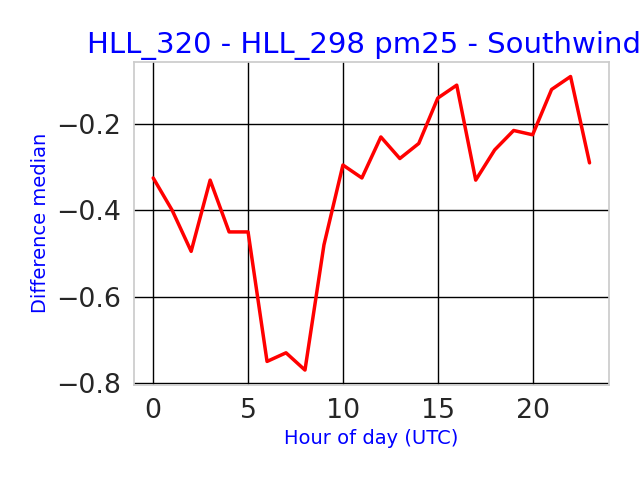 HLL_320 - HLL_298 pm25 - Southwind
Difference median
−0.2
−0.4
−0.6
−0.8
0 5 10 15 20
Hour of day (UTC)